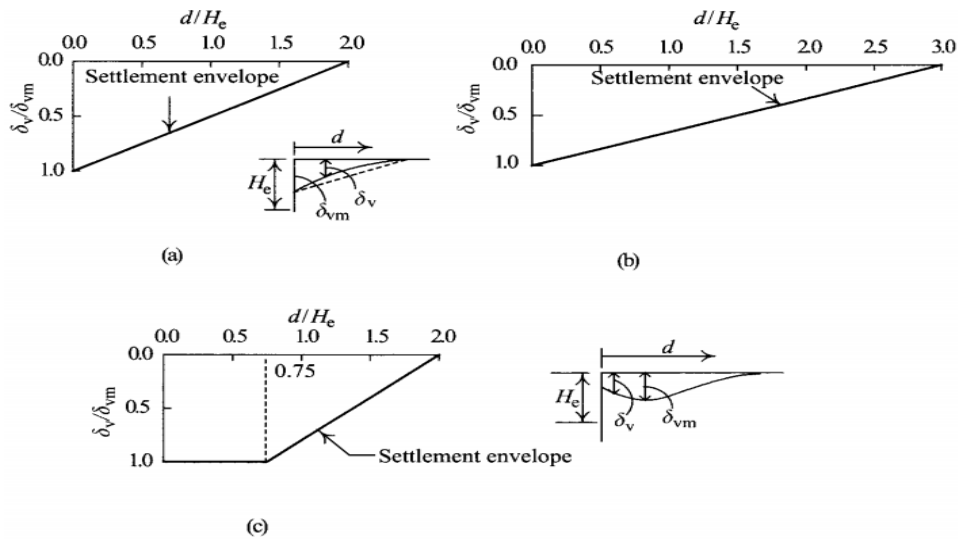 d/Hₑ
0.0 0.5 1.0 1.5 2.0
0.0
Settlement envelope
δᵥ/δᵥₘ
0.5
1.0
d
Hₑ
δᵥ
δᵥₘ
(a)
d/Hₑ
0.0 0.5 1.0 1.5 2.0 2.5 3.0
0.0
Settlement envelope
δᵥ/δᵥₘ
0.5
1.0
(b)
d/Hₑ
0.0 0.5 1.0 1.5 2.0
0.0
0.75
δᵥ/δᵥₘ
0.5
1.0
Settlement envelope
d
Hₑ
δᵥ
δᵥₘ
(c)